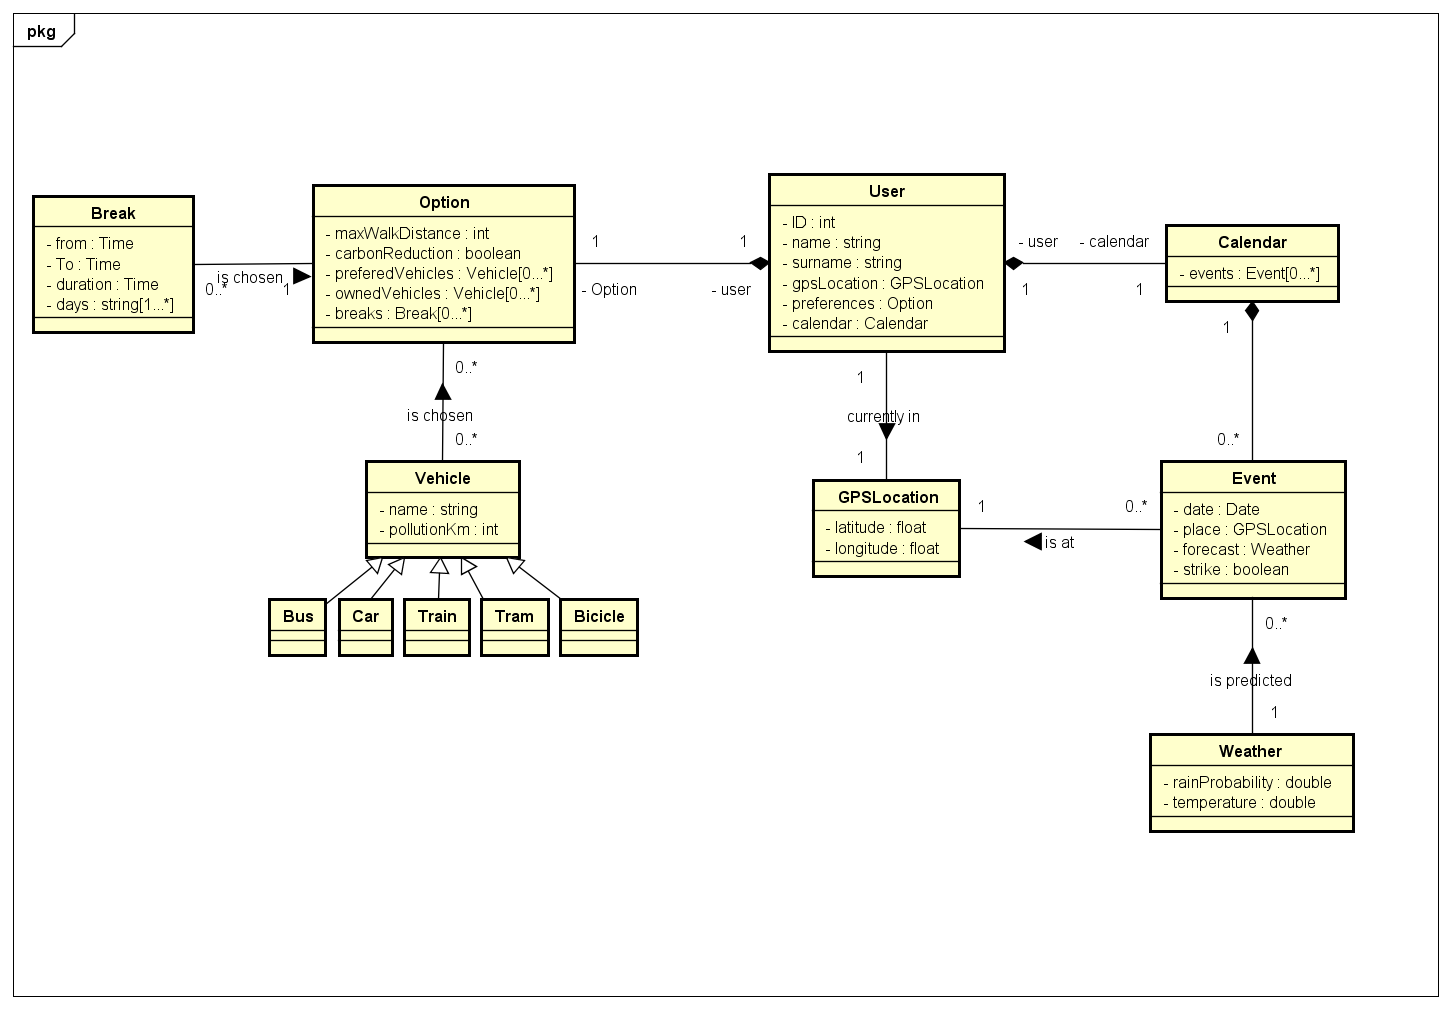 pkg
Break
- from : Time
- To : Time
- duration : Time
- days : string[1...*]
is chosen
0..*
1
Option
- maxWalkDistance : int
- carbonReduction : boolean
- preferedVehicles : Vehicle[0...*]
- ownedVehicles : Vehicle[0...*]
- breaks : Break[0...*]
1
1
- Option
- user
User
- ID : int
- name : string
- surname : string
- gpsLocation : GPSLocation
- preferences : Option
- calendar : Calendar
- user
- calendar
1
1
Calendar
- events : Event[0...*]
0..*
is chosen
0..*
1
currently in
1
1
0..*
Vehicle
- name : string
- pollutionKm : int
GPSLocation
- latitude : float
- longitude : float
1
0..*
is at
Event
- date : Date
- place : GPSLocation
- forecast : Weather
- strike : boolean
Bus
Car
Train
Tram
Bicicle
0..*
is predicted
1
Weather
- rainProbability : double
- temperature : double